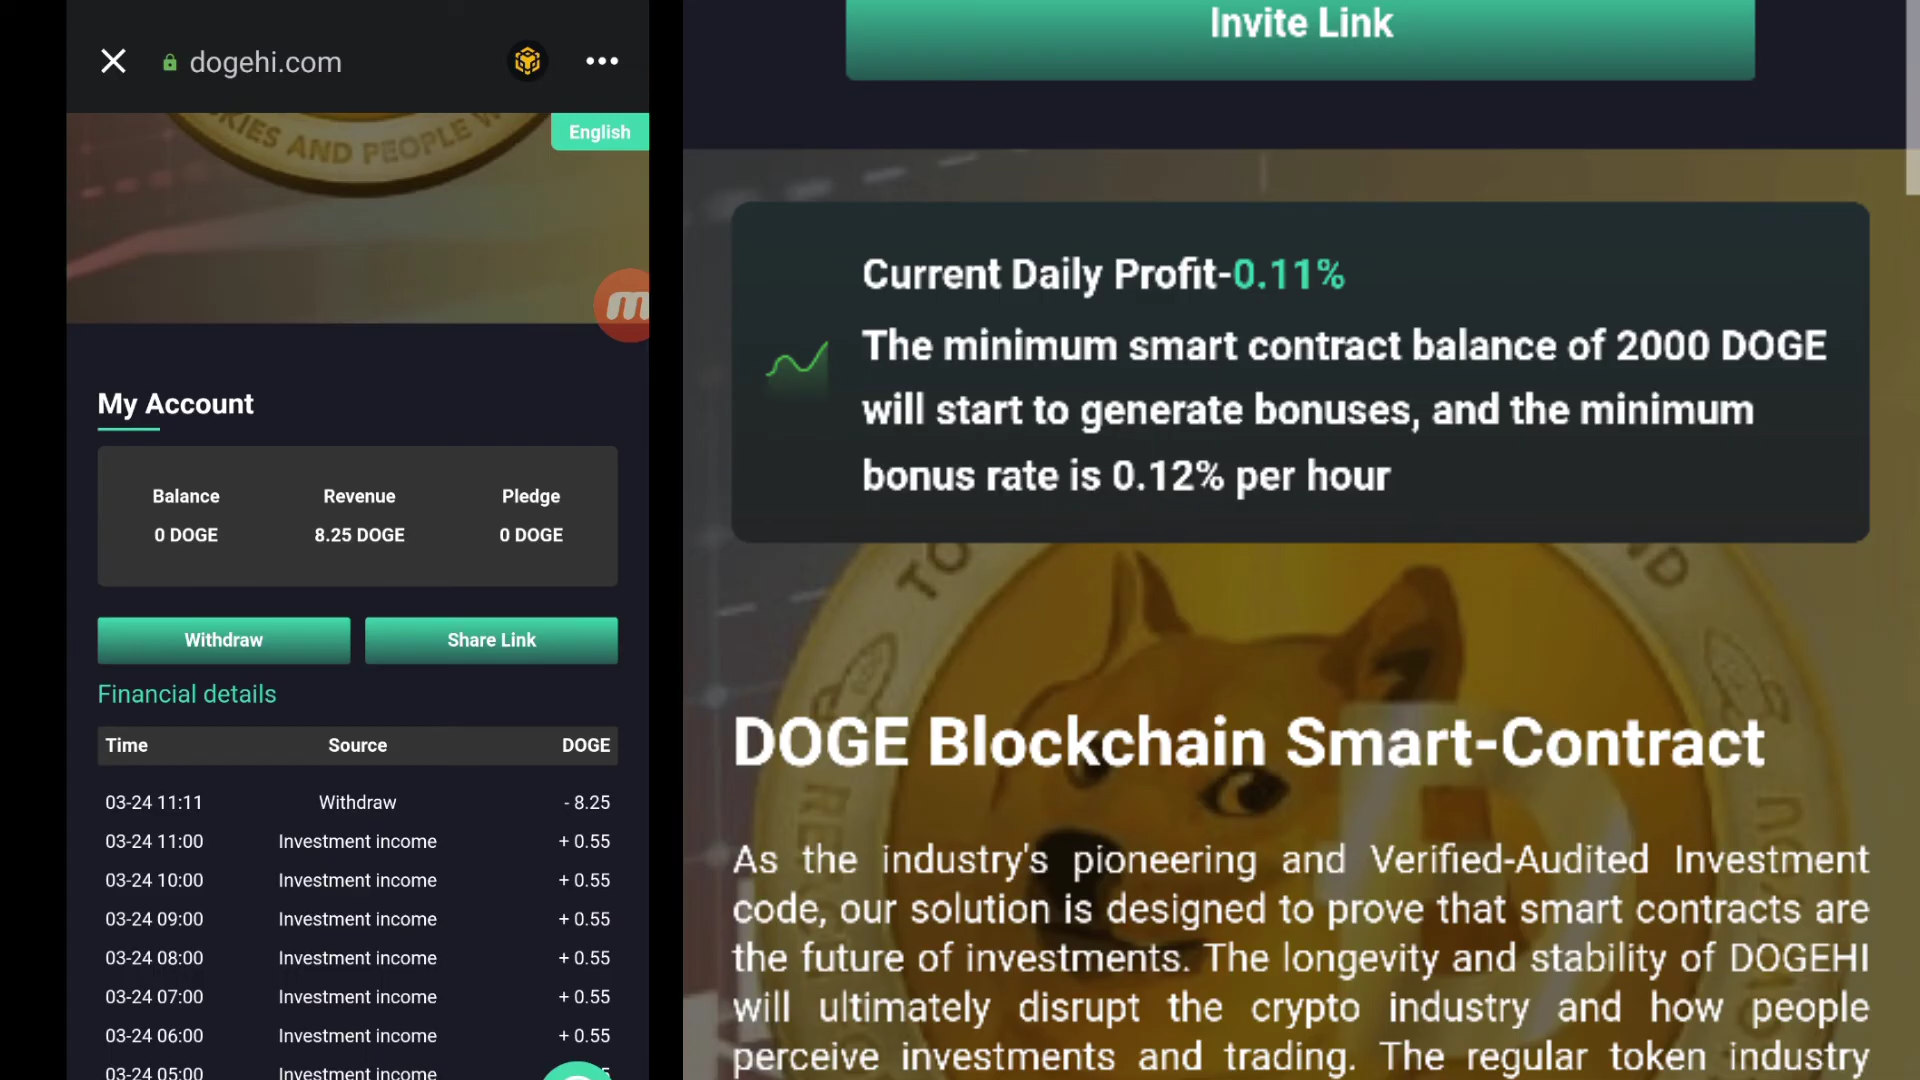 dogehi.com
KIES AND PEOPLE W
English
My Account
Balance Revenue Pledge
0 DOGE 8.25 DOGE 0 DOGE
Withdraw Share Link
Financial details
Time Source DOGE
03-24 11:11 Withdraw - 8.25
03-24 11:00 Investment income + 0.55
03-24 10:00 Investment income + 0.55
03-24 09:00 Investment income + 0.55
03-24 08:00 Investment income + 0.55
03-24 07:00 Investment income + 0.55
03-24 06:00 Investment income + 0.55
03-24 05:00 Investment income
Invite Link
Current Daily Profit-0.11%
The minimum smart contract balance of 2000 DOGE
will start to generate bonuses, and the minimum
bonus rate is 0.12% per hour
TO
ND
DOGE Blockchain Smart-Contract
As the industry's pioneering and Verified-Audited Investment
code, our solution is designed to prove that smart contracts are
the future of investments. The longevity and stability of DOGEHI
will ultimately disrupt the crypto industry and how people
perceive investments and trading. The regular token industry